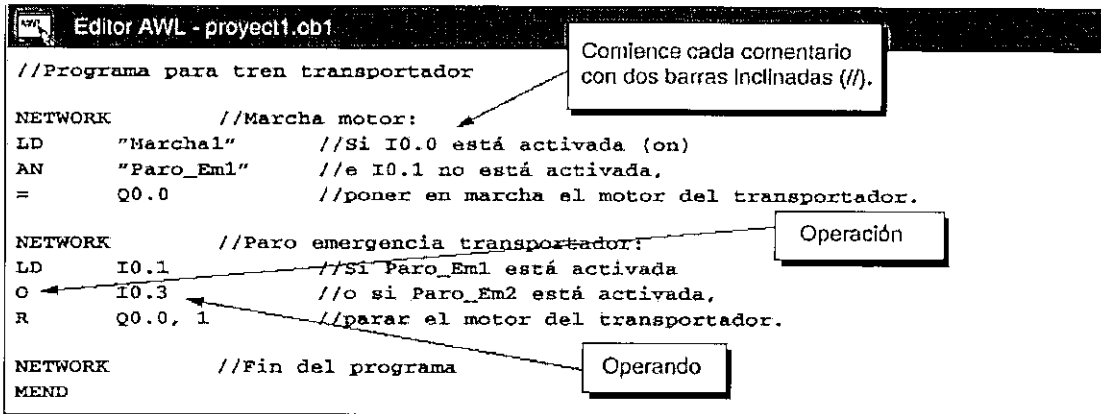 Editor AWL - proyect1.ob1
Comience cada comentario
con dos barras inclinadas (//).
//Programa para tren transportador
NETWORK //Marcha motor:
LD "Marcha1" //Si I0.0 está activada (on)
AN "Paro_Em1" //e I0.1 no está activada,
= Q0.0 //poner en marcha el motor del transportador.
Operación
NETWORK //Paro emergencia transportador:
LD I0.1 //Si Paro_Em1 está activada
O I0.3 //o si Paro_Em2 está activada,
R Q0.0, 1 //parar el motor del transportador.
Operando
NETWORK //Fin del programa
MEND